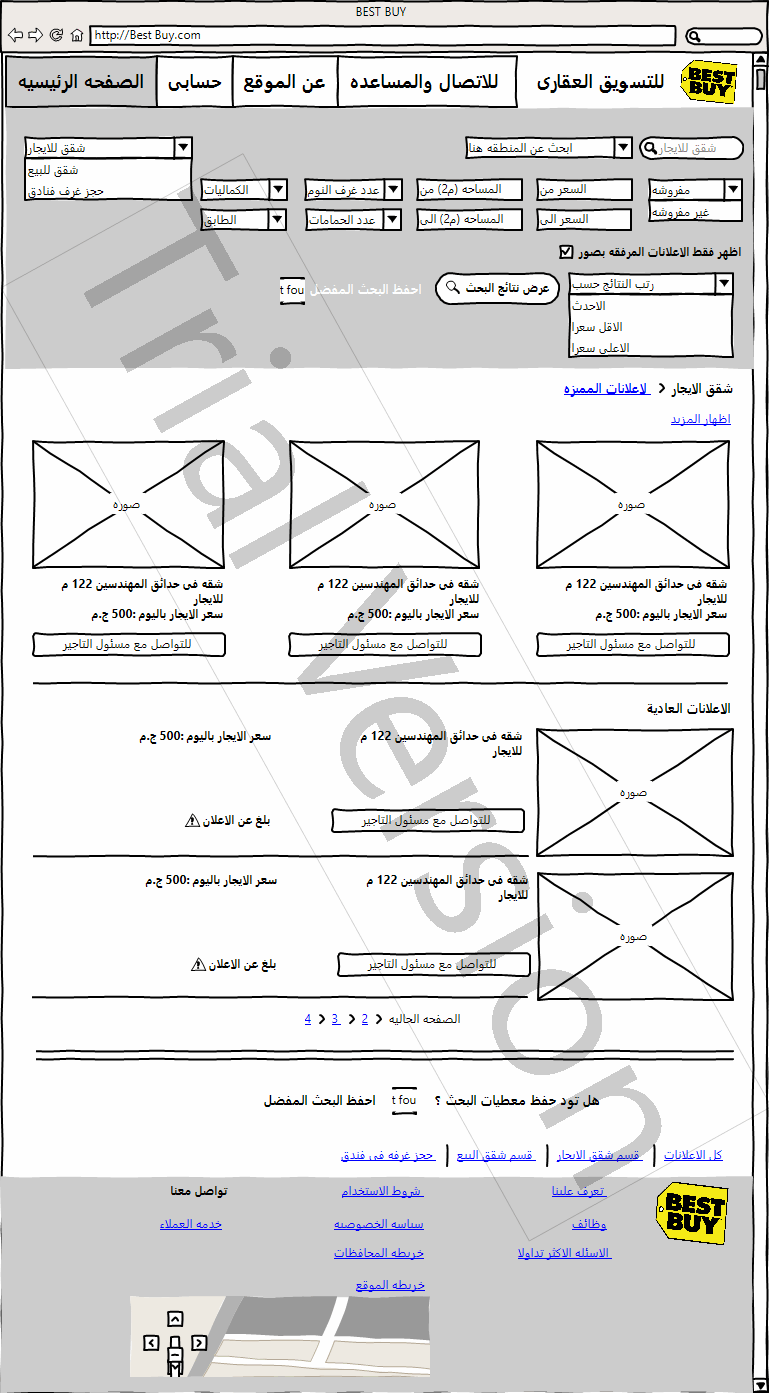 BEST BUY
http://Best Buy.com
BEST BUY
للتسويق العقارى
للاتصال والمساعده
عن الموقع
حسابى
الصفحه الرئيسيه
شقق للايجار
ابحث عن المنطقه هنا
شقق للايجار
شقق للبيع
حجز غرف فنادق
مفروشه
السعر من
المساحه (م2) من
عدد غرف النوم
الكماليات
غير مفروشه
السعر الى
المساحه (م2) الى
عدد الحمامات
الطابق
اظهر فقط الاعلانات المرفقه بصور
رتب النتائج حسب
عرض نتائج البحث
احفظ البحث المفضل
t fou
الاحدث
الاقل سعرا
الاعلى سعرا
شقق الايجار > لاعلانات المميزه
اظهار المزيد
صوره
صوره
صوره
شقه فى حدائق المهندسين 122 م
للايجار
سعر الايجار باليوم :500 ج.م
للتواصل مع مسئول التاجير
شقه فى حدائق المهندسين 122 م
للايجار
سعر الايجار باليوم :500 ج.م
للتواصل مع مسئول التاجير
شقه فى حدائق المهندسين 122 م
للايجار
سعر الايجار باليوم :500 ج.م
للتواصل مع مسئول التاجير
الاعلانات العادية
صوره
شقه فى حدائق المهندسين 122 م
للايجار
سعر الايجار باليوم :500 ج.م
للتواصل مع مسئول التاجير
بلغ عن الاعلان
صوره
شقه فى حدائق المهندسين 122 م
للايجار
سعر الايجار باليوم :500 ج.م
للتواصل مع مسئول التاجير
بلغ عن الاعلان
الصفحه الحاليه > 2 > 3 > 4
هل تود حفظ معطيات البحث ؟
t fou
احفظ البحث المفضل
كل الاعلانات
قسم شقق الايجار
قسم شقق البيع
حجز غرفه فى فندق
BEST BUY
تعرف علينا
شروط الاستخدام
تواصل معنا
وظائف
سياسه الخصوصيه
خدمه العملاء
الاسئله الاكثر تداولا
خريطه المحافظات
خريطه الموقع
Trial Version